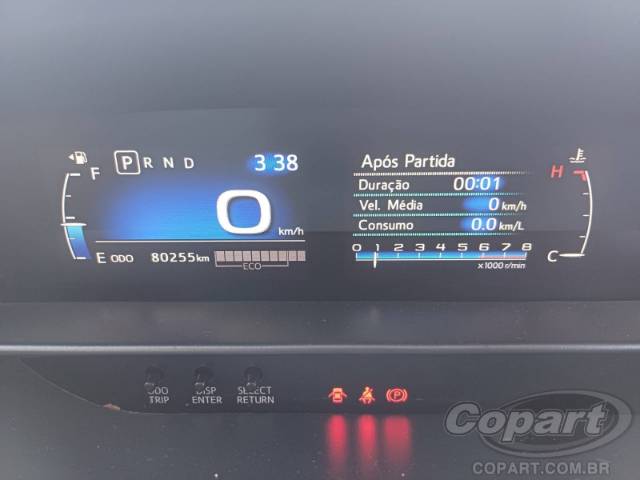 F
P R N D 3:38
0
km/h
E ODO 80255km
ECO
Após Partida
Duração 00:01
Vel. Média 0 km/h
Consumo 0.0 km/L
0 1 2 3 4 5 6 7 8
x1000r/min
H
C
ODO TRIP
DISP ENTER
SELECT RETURN
P
Copart
COPART.COM.BR